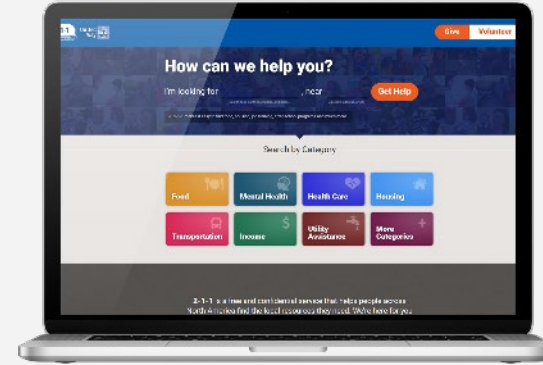 Give Volunteer
How can we help you?
I'm looking for , near Get Help
Search by Category
Food Mental Health Health Care Housing
Transportation Income Utility Assistance More Categories
2-1-1 is a free and confidential service that helps people across
North America find the local resources they need. We're here for you